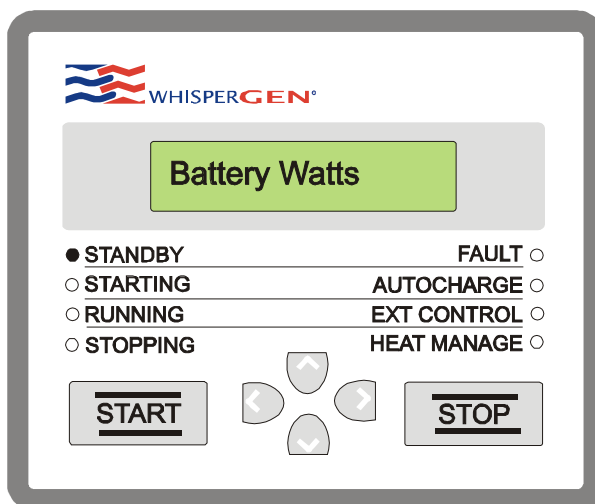 WHISPERGEN®
Battery Watts
STANDBY FAULT
STARTING AUTOCHARGE
RUNNING EXT CONTROL
STOPPING HEAT MANAGE
START STOP